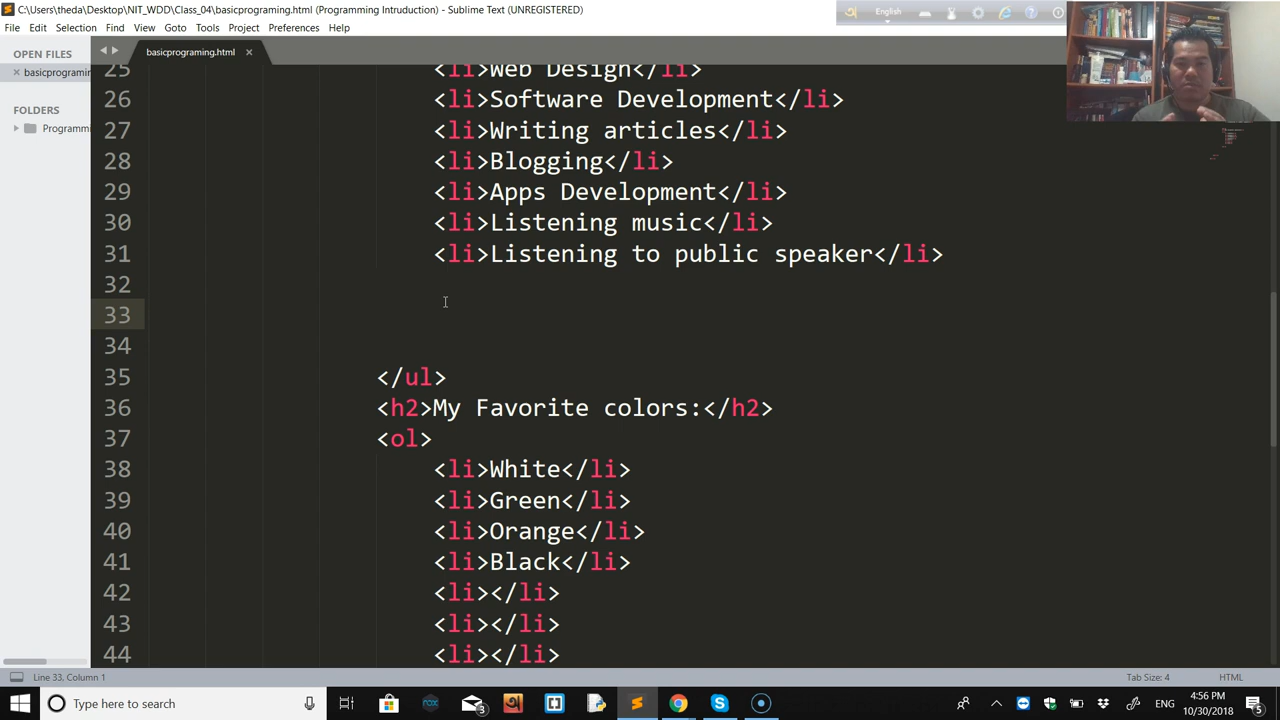 C:\Users\theda\Desktop\NIT_WDD\Class_04\basicprograming.html (Programming Intruduction) - Sublime Text (UNREGISTERED)
English
File Edit Selection Find View Goto Tools Project Preferences Help
OPEN FILES
basicprograming.html
basicprograming
FOLDERS
Programmi
25 <li>Web Design</li>
26 <li>Software Development</li>
27 <li>Writing articles</li>
28 <li>Blogging</li>
29 <li>Apps Development</li>
30 <li>Listening music</li>
31 <li>Listening to public speaker</li>
32
33
34
35 </ul>
36 <h2>My Favorite colors:</h2>
37 <ol>
38 <li>White</li>
39 <li>Green</li>
40 <li>Orange</li>
41 <li>Black</li>
42 <li></li>
43 <li></li>
44 <li></li>
Line 33, Column 1
Tab Size: 4
HTML
Type here to search
3
ENG
4:56 PM
10/30/2018
5